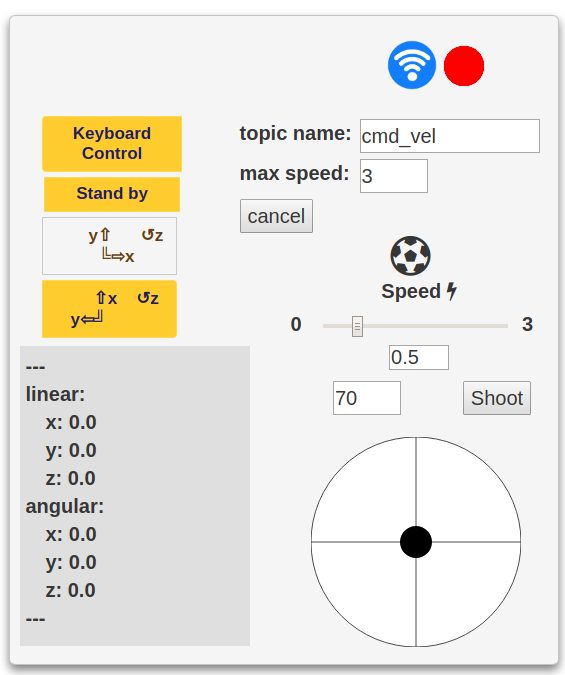 Keyboard
Control
Stand by
y⇧ ↺z
╚⇨x
⇧x ↺z
y⇦╝
---
linear:
x: 0.0
y: 0.0
z: 0.0
angular:
x: 0.0
y: 0.0
z: 0.0
---
topic name: cmd_vel
max speed: 3
cancel
Speed
0 3
0.5
70 Shoot